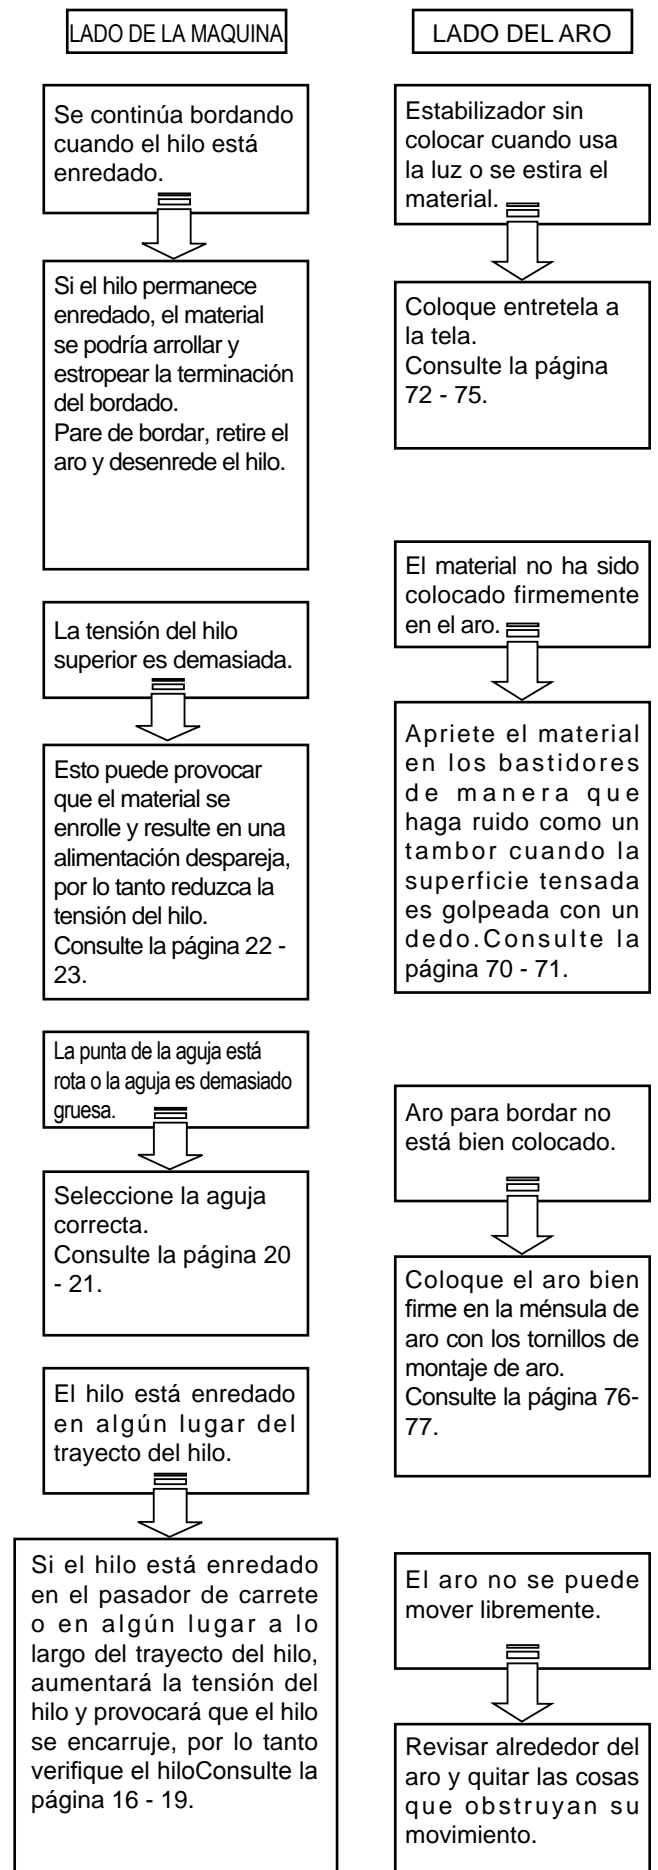 LADO DE LA MAQUINA
Se continúa bordando
cuando el hilo está
enredado.
Si el hilo permanece
enredado, el material
se podría arrollar y
estropear la terminación
del bordado.
Pare de bordar, retire el
aro y desenrede el hilo.
La tensión del hilo
superior es demasiada.
Esto puede provocar
que el material se
enrolle y resulte en una
alimentación despareja,
por lo tanto reduzca la
tensión del hilo.
Consulte la página 22 -
23.
La punta de la aguja está
rota o la aguja es demasiado
gruesa.
Seleccione la aguja
correcta.
Consulte la página 20
- 21.
El hilo está enredado
en algún lugar del
trayecto del hilo.
Si el hilo está enredado
en el pasador de carrete
o en algún lugar a lo
largo del trayecto del hilo,
aumentará la tensión del
hilo y provocará que el hilo
se encarruje, por lo tanto
verifique el hiloConsulte la
página 16 - 19.
LADO DEL ARO
Estabilizador sin
colocar cuando usa
la luz o se estira el
material.
Coloque entretela a
la tela.
Consulte la página
72 - 75.
El material no ha sido
colocado firmemente
en el aro.
Apriete el material
en los bastidores
de manera que
haga ruido como un
tambor cuando la
superficie tensada
es golpeada con un
dedo.Consulte la
página 70 - 71.
Aro para bordar no
está bien colocado.
Coloque el aro bien
firme en la ménsula de
aro con los tornillos de
montaje de aro.
Consulte la página 76-
77.
El aro no se puede
mover libremente.
Revisar alrededor del
aro y quitar las cosas
que obstruyan su
movimiento.